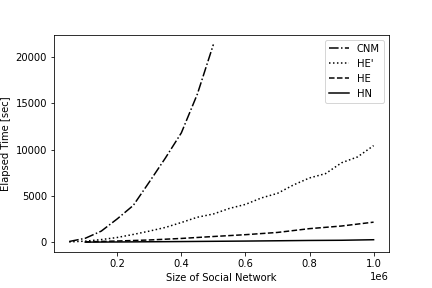 20000
15000
10000
5000
0
Elapsed Time [sec]
CNM
HE'
HE
HN
0.2
0.4
0.6
0.8
1.0
1e6
Size of Social Network